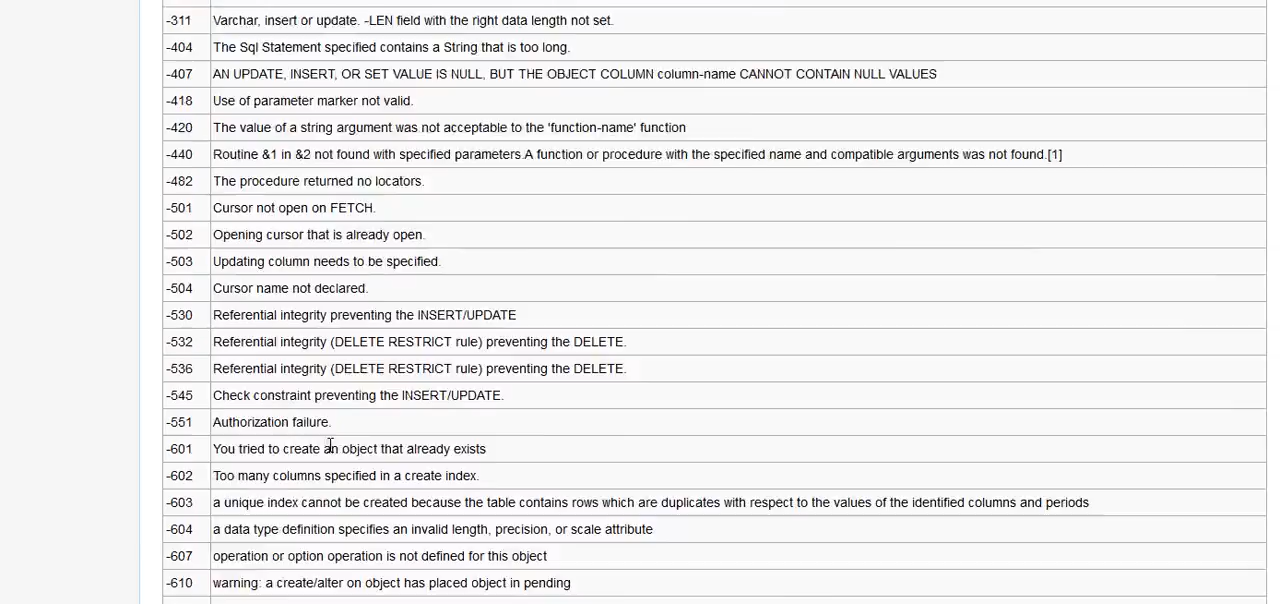 -311 Varchar, insert or update. -LEN field with the right data length not set.
-404 The Sql Statement specified contains a String that is too long.
-407 AN UPDATE, INSERT, OR SET VALUE IS NULL, BUT THE OBJECT COLUMN column-name CANNOT CONTAIN NULL VALUES
-418 Use of parameter marker not valid.
-420 The value of a string argument was not acceptable to the 'function-name' function
-440 Routine &1 in &2 not found with specified parameters.A function or procedure with the specified name and compatible arguments was not found.[1]
-482 The procedure returned no locators.
-501 Cursor not open on FETCH.
-502 Opening cursor that is already open.
-503 Updating column needs to be specified.
-504 Cursor name not declared.
-530 Referential integrity preventing the INSERT/UPDATE
-532 Referential integrity (DELETE RESTRICT rule) preventing the DELETE.
-536 Referential integrity (DELETE RESTRICT rule) preventing the DELETE.
-545 Check constraint preventing the INSERT/UPDATE.
-551 Authorization failure.
-601 You tried to create an object that already exists
-602 Too many columns specified in a create index.
-603 a unique index cannot be created because the table contains rows which are duplicates with respect to the values of the identified columns and periods
-604 a data type definition specifies an invalid length, precision, or scale attribute
-607 operation or option operation is not defined for this object
-610 warning: a create/alter on object has placed object in pending